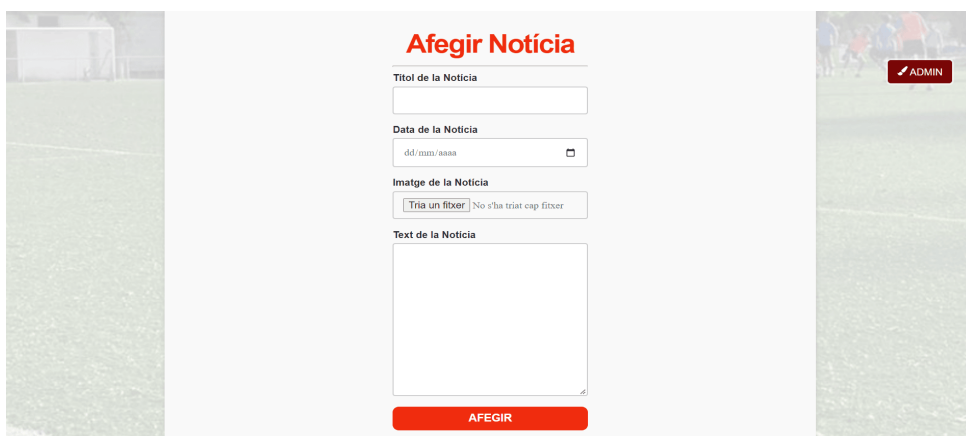 Afegir Notícia
ADMIN
Títol de la Notícia
Data de la Notícia
dd/mm/aaaa
Imatge de la Notícia
Tria un fitxer No s'ha triat cap fitxer
Text de la Notícia
AFEGIR